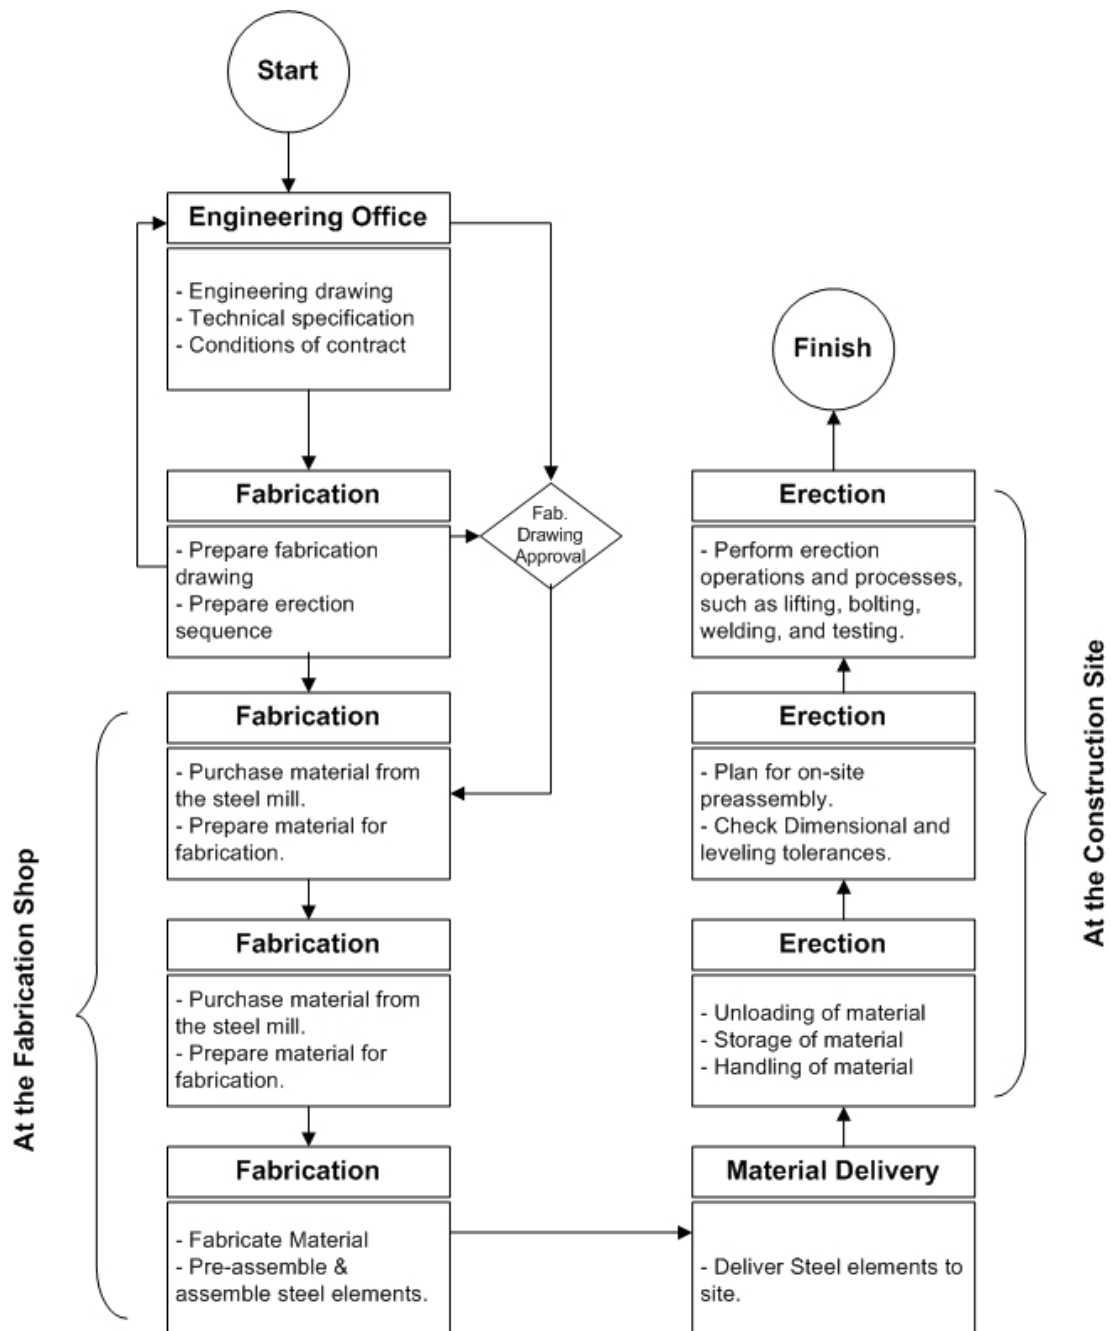 Start
Engineering Office
- Engineering drawing
- Technical specification
- Conditions of contract
Fabrication
- Prepare fabrication
drawing
- Prepare erection
sequence
Fab.
Drawing
Approval
At the Fabrication Shop
Fabrication
- Purchase material from
the steel mill.
- Prepare material for
fabrication.
Fabrication
- Purchase material from
the steel mill.
- Prepare material for
fabrication.
Fabrication
- Fabricate Material
- Pre-assemble &
assemble steel elements.
Material Delivery
- Deliver Steel elements to
site.
At the Construction Site
Erection
- Unloading of material
- Storage of material
- Handling of material
Erection
- Plan for on-site
preassembly.
- Check Dimensional and
leveling tolerances.
Erection
- Perform erection
operations and processes,
such as lifting, bolting,
welding, and testing.
Finish